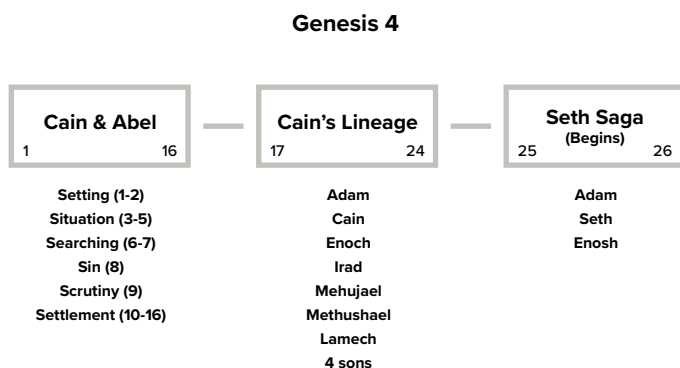 Genesis 4
Cain & Abel
1 16
Setting (1-2)
Situation (3-5)
Searching (6-7)
Sin (8)
Scrutiny (9)
Settlement (10-16)
Cain's Lineage
17 24
Adam
Cain
Enoch
Irad
Mehujael
Methushael
Lamech
4 sons
Seth Saga
(Begins)
25 26
Adam
Seth
Enosh